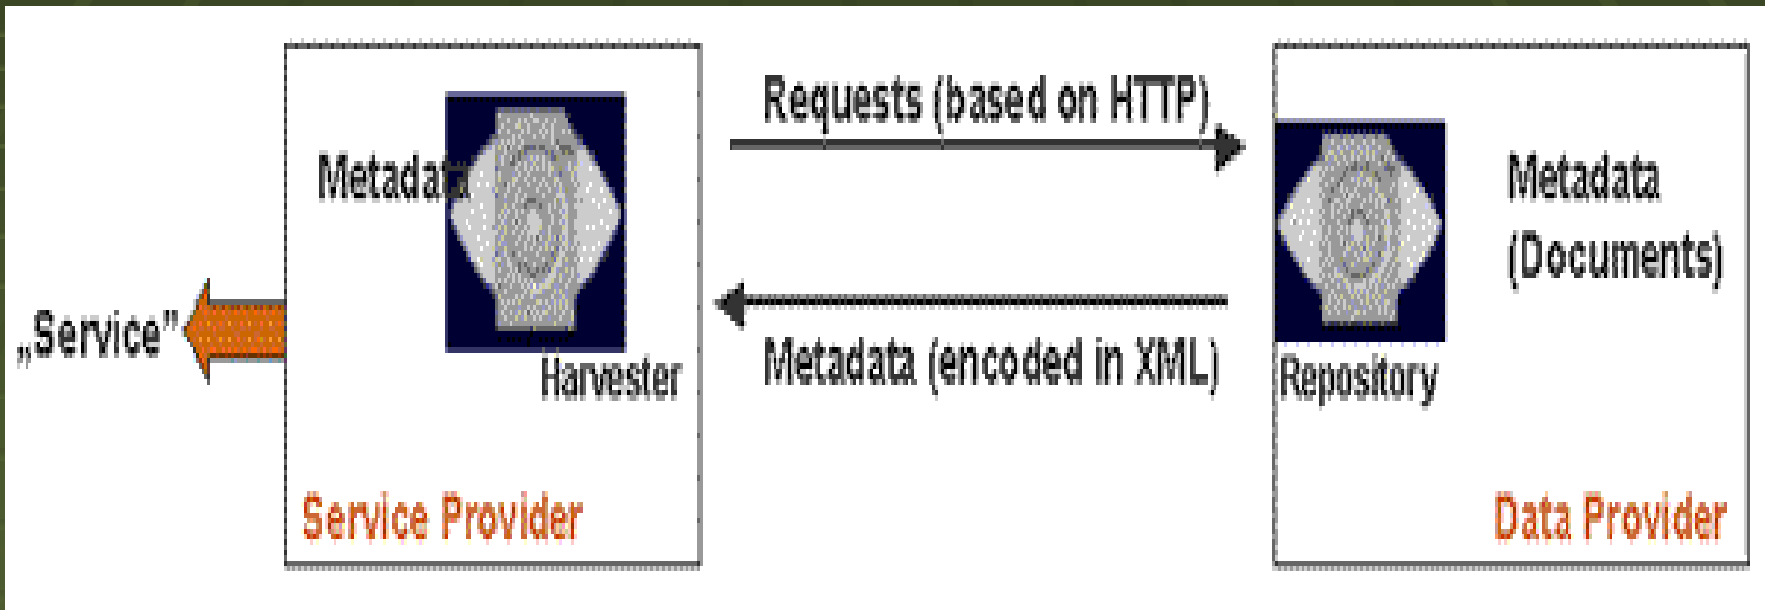 Requests (based on HTTP)
Metadata
Metadata
(Documents)
„Service”
Metadata (encoded in XML)
Harvester
Repository
Service Provider
Data Provider